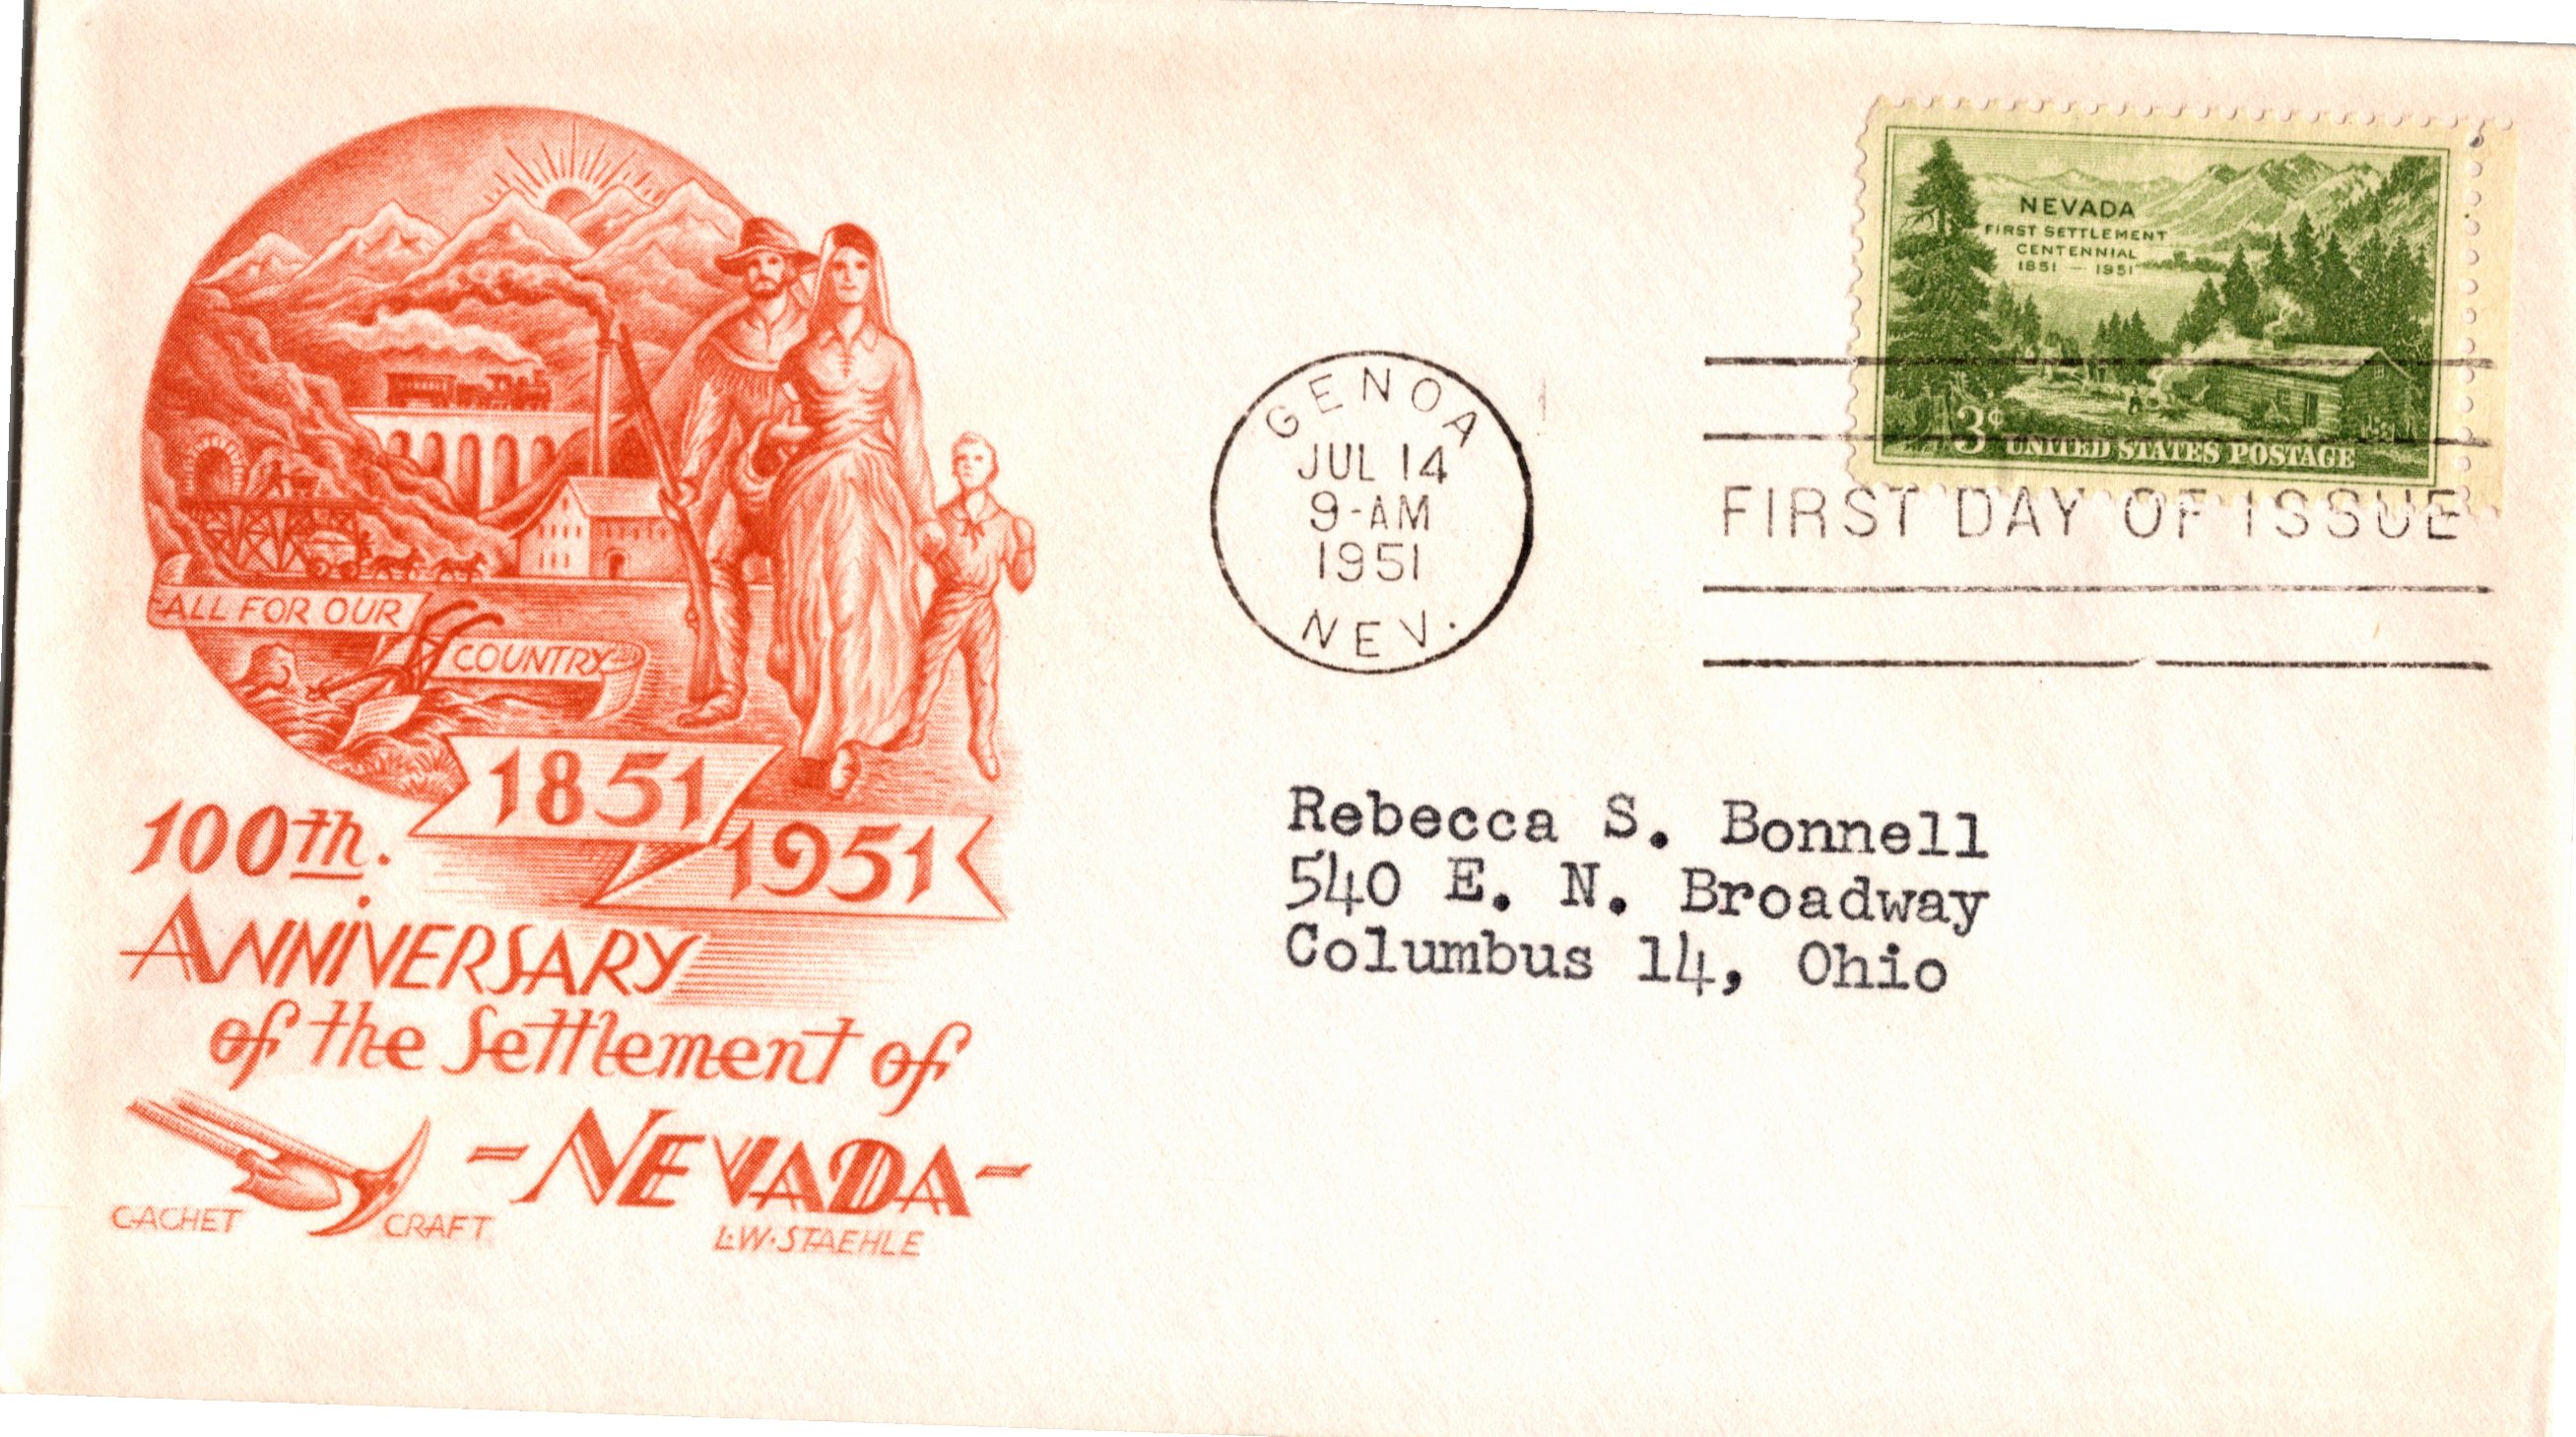 NEVADA
FIRST SETTLEMENT
CENTENNIAL
1851 — 1951
3¢ UNITED STATES POSTAGE
GENOA
JUL 14
9-AM
1951
NEV.
FIRST DAY OF ISSUE
ALL FOR OUR
COUNTRY
1851
1951
100th.
ANNIVERSARY
of the Settlement of
-NEVADA-
CACHET CRAFT
L.W.STAEHLE
Rebecca S. Bonnell
540 E. N. Broadway
Columbus 14, Ohio